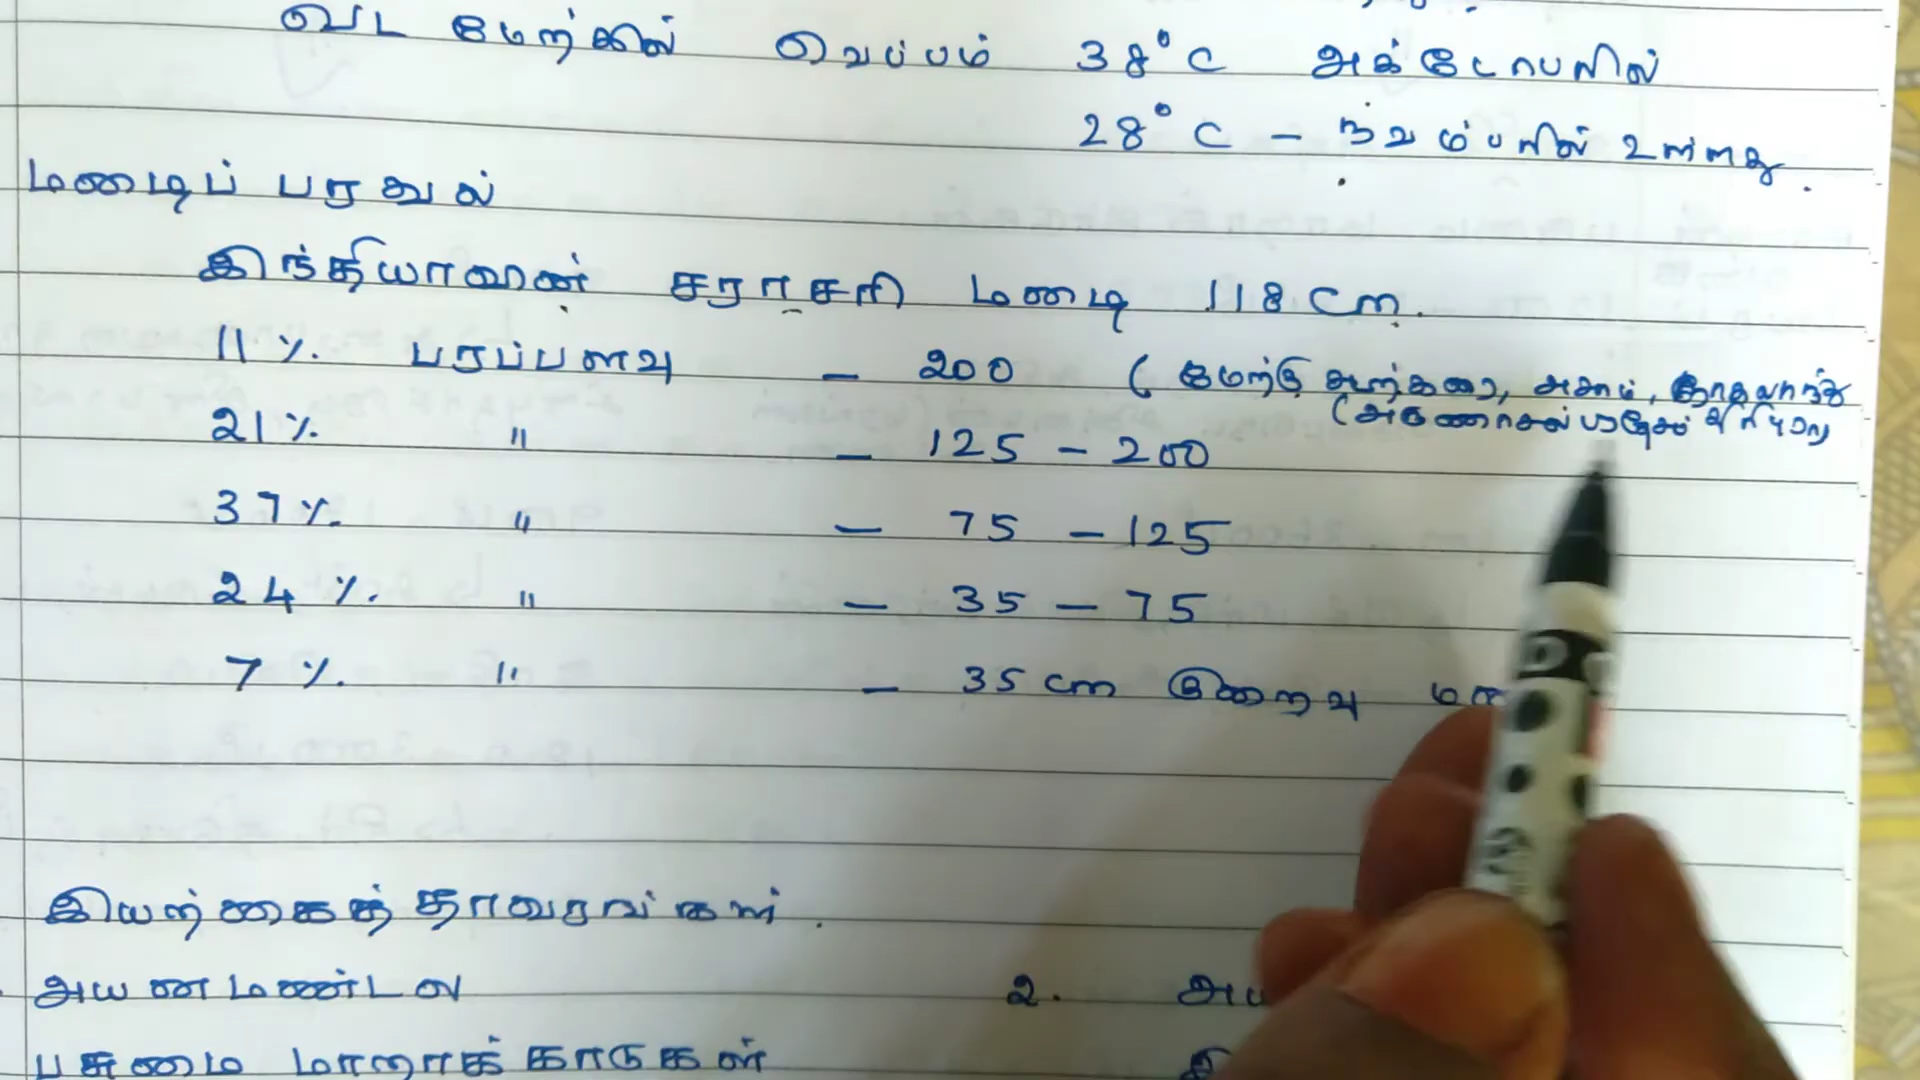 வட மேற்கில் வெப்பம் 38°C அக்டோபரில்
28°C – நவம்பரில் உள்ளது.
மழைப் பரவல்
இந்தியாவின் சராசரி மழை 118 Cm.
11 % பரப்பளவு – 200 ( மேற்கு கடற்கரை, அசாம்,
(அருணாசல் பிரதேசம்
21% " – 125 – 200
37% " – 75 – 125
24 % " – 35 – 75
7 % " – 35 cm குறைவு
இயற்கைத் தாவரங்கள்.
அயன மண்டல 2.
பசுமை மாறாக் காடுகள்